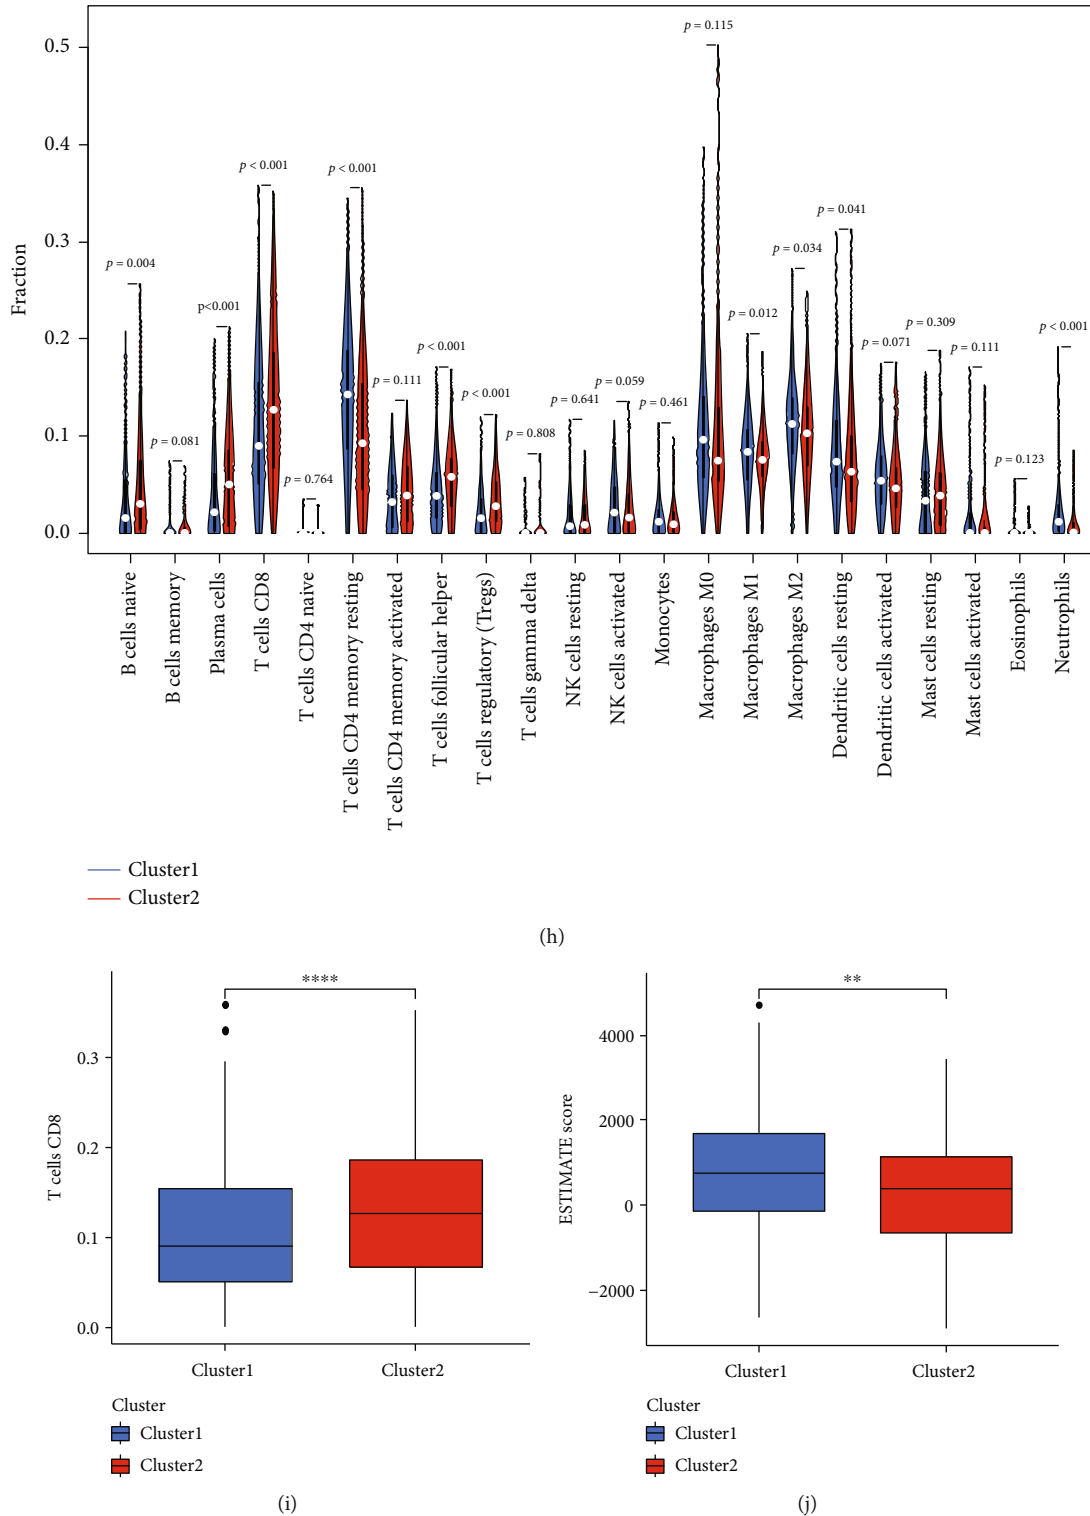 Fraction
0.5
0.4
0.3
0.2
0.1
0.0
p = 0.004
p = 0.081
p<0.001
p < 0.001
p = 0.764
p < 0.001
p = 0.111
p < 0.001
p < 0.001
p = 0.808
p = 0.641
p = 0.059
p = 0.461
p = 0.115
p = 0.012
p = 0.034
p = 0.041
p = 0.071
p = 0.309
p = 0.111
p = 0.123
p < 0.001
B cells naive
B cells memory
Plasma cells
T cells CD8
T cells CD4 naive
T cells CD4 memory resting
T cells CD4 memory activated
T cells follicular helper
T cells regulatory (Tregs)
T cells gamma delta
NK cells resting
NK cells activated
Monocytes
Macrophages M0
Macrophages M1
Macrophages M2
Dendritic cells resting
Dendritic cells activated
Mast cells resting
Mast cells activated
Eosinophils
Neutrophils
Cluster1
Cluster2
(h)
T cells CD8
0.3
0.2
0.1
0.0
****
Cluster1 Cluster2
Cluster
Cluster1
Cluster2
(i)
ESTIMATE score
4000
2000
0
−2000
**
Cluster1 Cluster2
Cluster
Cluster1
Cluster2
(j)